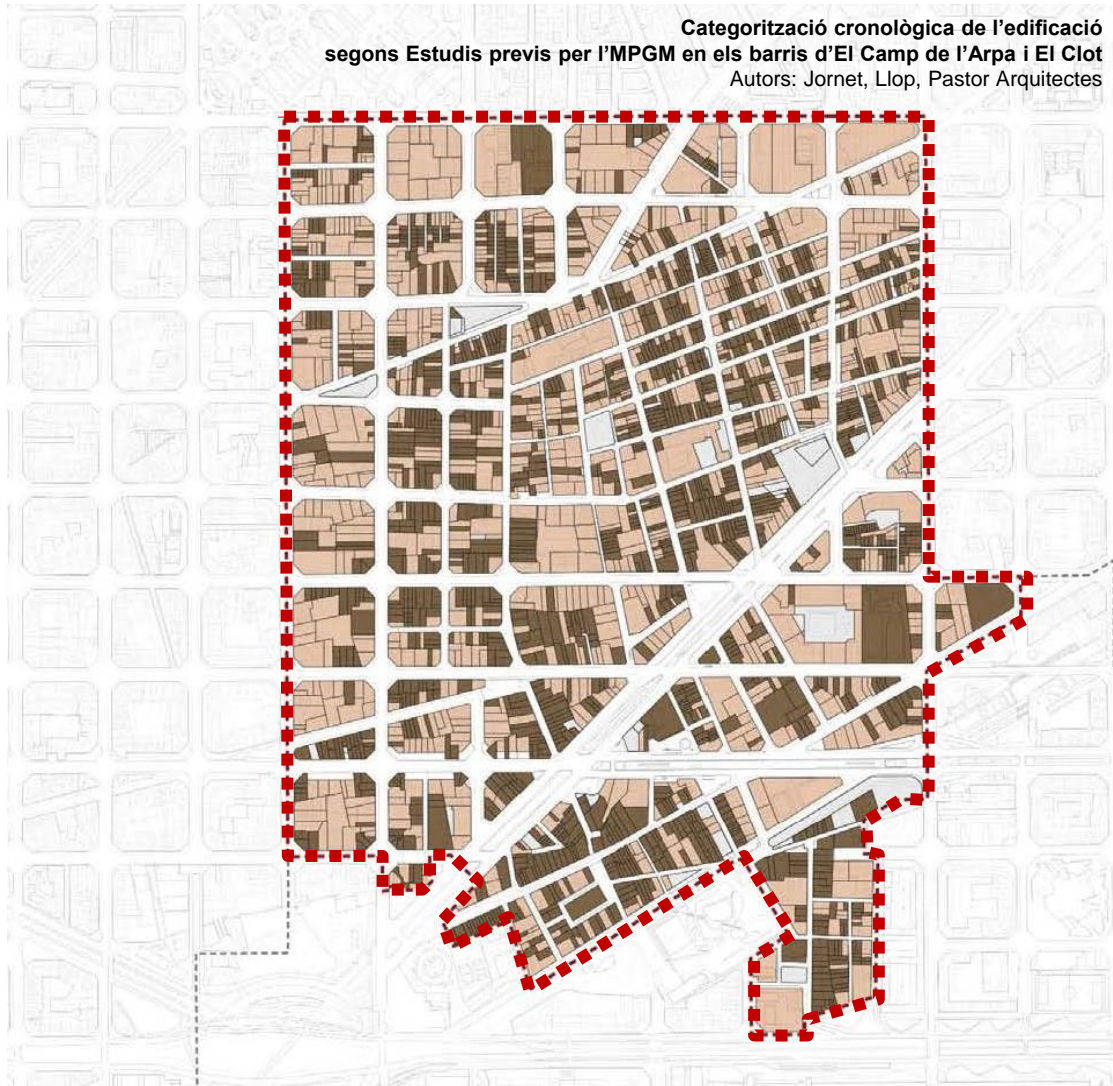 Categorització cronològica de l’edificació
segons Estudis previs per l’MPGM en els barris d’El Camp de l’Arpa i El Clot
Autors: Jornet, Llop, Pastor Arquitectes